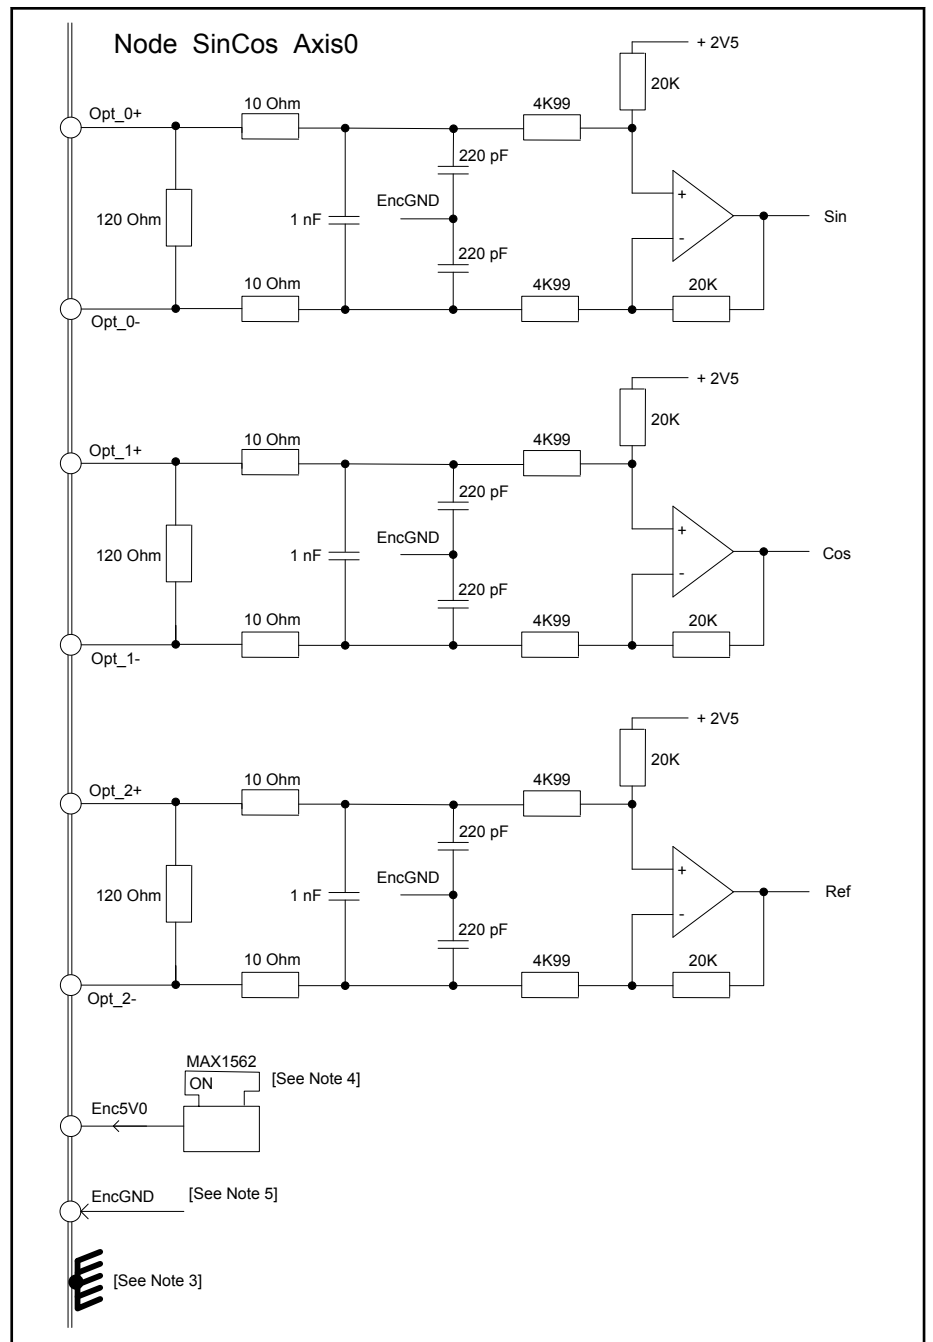 Node SinCos Axis0
+ 2V5
20K
10 Ohm
4K99
Opt_0+
220 pF
EncGND
120 Ohm
1 nF
+
-
Sin
220 pF
10 Ohm
4K99
20K
Opt_0-
+ 2V5
20K
10 Ohm
4K99
Opt_1+
220 pF
EncGND
120 Ohm
1 nF
+
-
Cos
220 pF
10 Ohm
4K99
20K
Opt_1-
+ 2V5
20K
10 Ohm
4K99
Opt_2+
220 pF
EncGND
120 Ohm
1 nF
+
-
Ref
220 pF
10 Ohm
4K99
20K
Opt_2-
MAX1562
ON
[See Note 4]
Enc5V0
EncGND
[See Note 5]
[See Note 3]